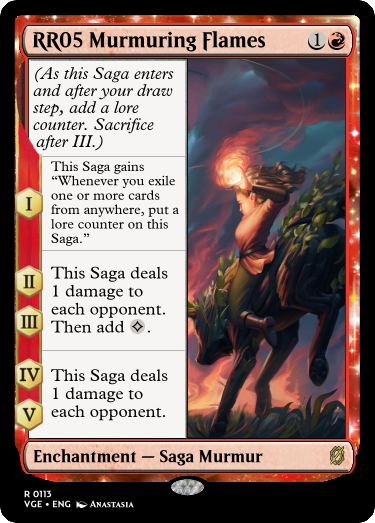 RR05 Murmuring Flames
1
(As this Saga enters
and after your draw
step, add a lore
counter. Sacrifice
after III.)
I
This Saga gains
“Whenever you exile
one or more cards
from anywhere, put a
lore counter on this
Saga.”
II
III
This Saga deals
1 damage to
each opponent.
Then add .
IV
V
This Saga deals
1 damage to
each opponent.
Enchantment — Saga Murmur
R 0113
VGE • ENG Anastasia